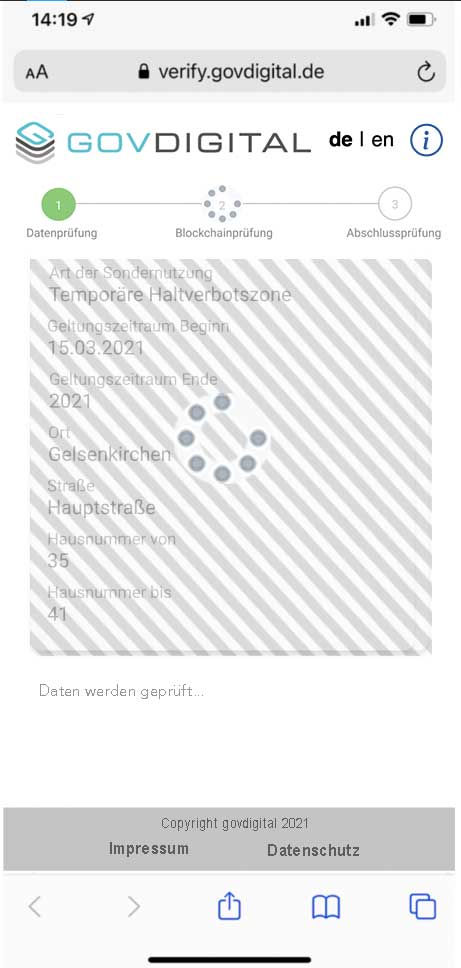 14:19
AA verify.govdigital.de
GOVDIGITAL de | en i
1 2 3
Datenprüfung Blockchainprüfung Abschlussprüfung
Art der Sondernutzung
Temporäre Haltverbotszone
Geltungszeitraum Beginn
15.03.2021
Geltungszeitraum Ende
2021
Ort
Gelsenkirchen
Straße
Hauptstraße
Hausnummer von
35
Hausnummer bis
41
Daten werden geprüft...
Copyright govdigital 2021
Impressum Datenschutz